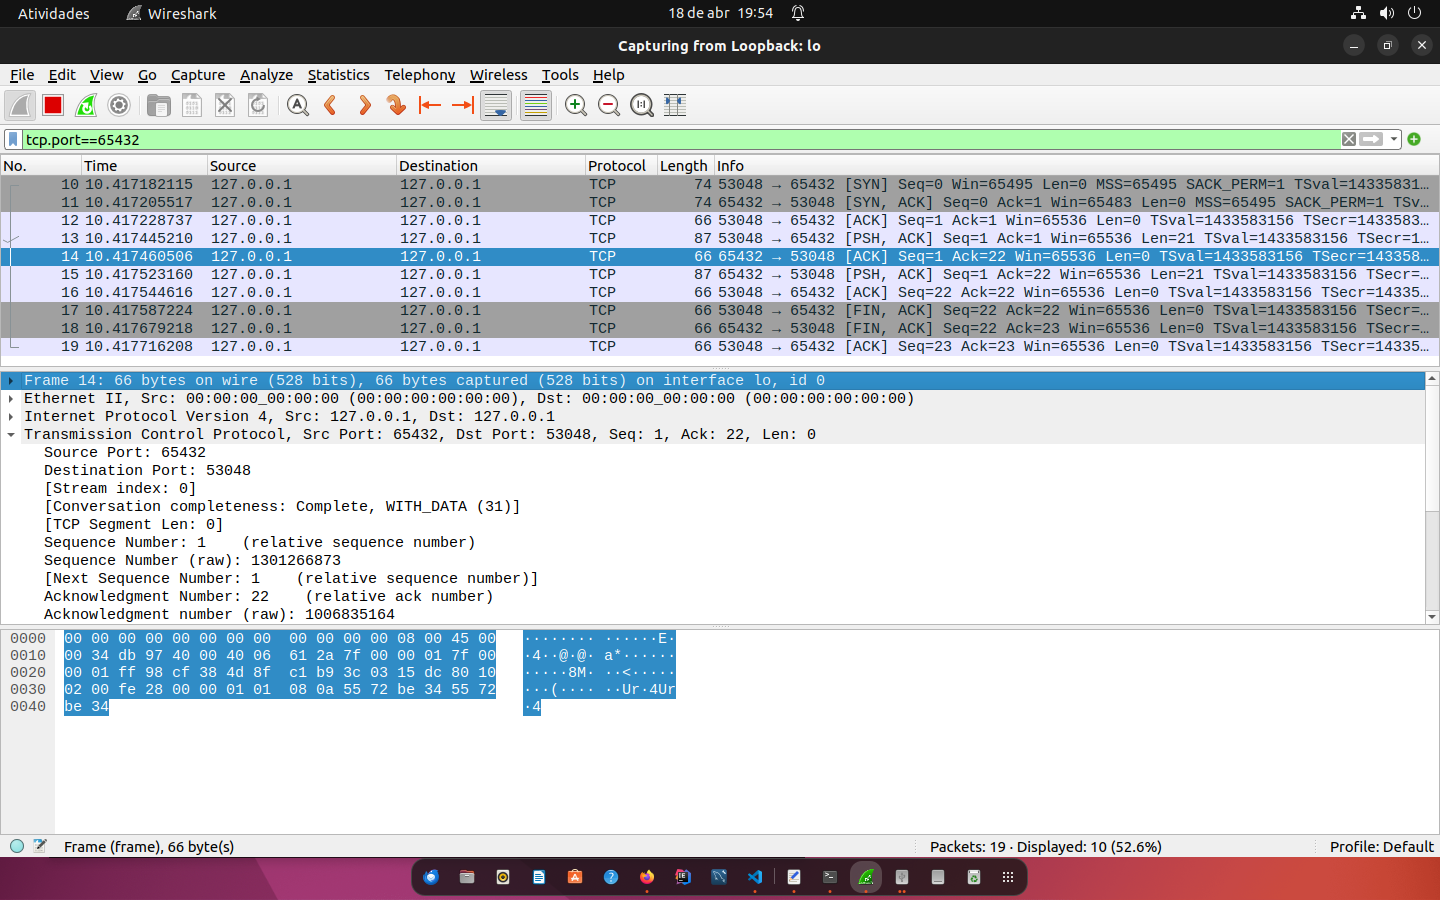 Atividades Wireshark 18 de abr 19:54
Capturing from Loopback: lo
File Edit View Go Capture Analyze Statistics Telephony Wireless Tools Help
tcp.port==65432
No. Time Source Destination Protocol Length Info
10 10.417182115 127.0.0.1 127.0.0.1 TCP 74 53048 → 65432 [SYN] Seq=0 Win=65495 Len=0 MSS=65495 SACK_PERM=1 TSval=14335831…
11 10.417205517 127.0.0.1 127.0.0.1 TCP 74 65432 → 53048 [SYN, ACK] Seq=0 Ack=1 Win=65483 Len=0 MSS=65495 SACK_PERM=1 TSv…
12 10.417228737 127.0.0.1 127.0.0.1 TCP 66 53048 → 65432 [ACK] Seq=1 Ack=1 Win=65536 Len=0 TSval=1433583156 TSecr=1433583…
13 10.417445210 127.0.0.1 127.0.0.1 TCP 87 53048 → 65432 [PSH, ACK] Seq=1 Ack=1 Win=65536 Len=21 TSval=1433583156 TSecr=1…
14 10.417460506 127.0.0.1 127.0.0.1 TCP 66 65432 → 53048 [ACK] Seq=1 Ack=22 Win=65536 Len=0 TSval=1433583156 TSecr=143358…
15 10.417523160 127.0.0.1 127.0.0.1 TCP 87 65432 → 53048 [PSH, ACK] Seq=1 Ack=22 Win=65536 Len=21 TSval=1433583156 TSecr=…
16 10.417544616 127.0.0.1 127.0.0.1 TCP 66 53048 → 65432 [ACK] Seq=22 Ack=22 Win=65536 Len=0 TSval=1433583156 TSecr=14335…
17 10.417587224 127.0.0.1 127.0.0.1 TCP 66 53048 → 65432 [FIN, ACK] Seq=22 Ack=22 Win=65536 Len=0 TSval=1433583156 TSecr=…
18 10.417679218 127.0.0.1 127.0.0.1 TCP 66 65432 → 53048 [FIN, ACK] Seq=22 Ack=23 Win=65536 Len=0 TSval=1433583156 TSecr=…
19 10.417716208 127.0.0.1 127.0.0.1 TCP 66 53048 → 65432 [ACK] Seq=23 Ack=23 Win=65536 Len=0 TSval=1433583156 TSecr=14335…
Frame 14: 66 bytes on wire (528 bits), 66 bytes captured (528 bits) on interface lo, id 0
Ethernet II, Src: 00:00:00_00:00:00 (00:00:00:00:00:00), Dst: 00:00:00_00:00:00 (00:00:00:00:00:00)
Internet Protocol Version 4, Src: 127.0.0.1, Dst: 127.0.0.1
Transmission Control Protocol, Src Port: 65432, Dst Port: 53048, Seq: 1, Ack: 22, Len: 0
Source Port: 65432
Destination Port: 53048
[Stream index: 0]
[Conversation completeness: Complete, WITH_DATA (31)]
[TCP Segment Len: 0]
Sequence Number: 1 (relative sequence number)
Sequence Number (raw): 1301266873
[Next Sequence Number: 1 (relative sequence number)]
Acknowledgment Number: 22 (relative ack number)
Acknowledgment number (raw): 1006835164
0000 00 00 00 00 00 00 00 00 00 00 00 00 08 00 45 00 ········ ······E·
0010 00 34 db 97 40 00 40 06 61 2a 7f 00 00 01 7f 00 ·4··@·@· a*······
0020 00 01 ff 98 cf 38 4d 8f c1 b9 3c 03 15 dc 80 10 ·····8M· ··<·····
0030 02 00 fe 28 00 00 01 01 08 0a 55 72 be 34 55 72 ···(···· ··Ur·4Ur
0040 be 34 ·4
Frame (frame), 66 byte(s) Packets: 19 · Displayed: 10 (52.6%) Profile: Default